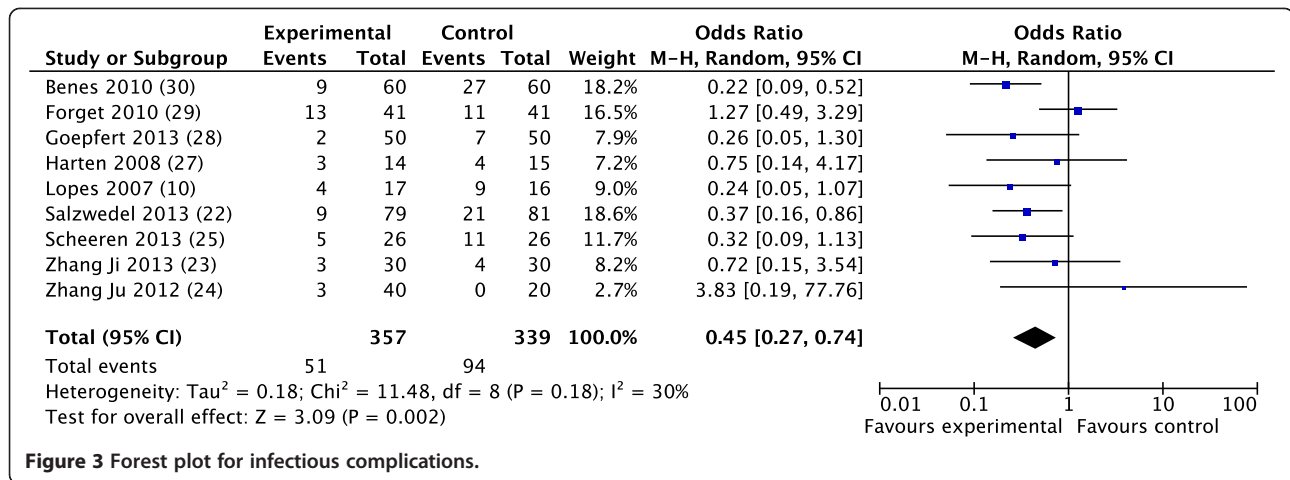 Experimental Control Odds Ratio Odds Ratio
Study or Subgroup Events Total Events Total Weight M-H, Random, 95% CI M-H, Random, 95% CI
Benes 2010 (30) 9 60 27 60 18.2% 0.22 [0.09, 0.52]
Forget 2010 (29) 13 41 11 41 16.5% 1.27 [0.49, 3.29]
Goepfert 2013 (28) 2 50 7 50 7.9% 0.26 [0.05, 1.30]
Harten 2008 (27) 3 14 4 15 7.2% 0.75 [0.14, 4.17]
Lopes 2007 (10) 4 17 9 16 9.0% 0.24 [0.05, 1.07]
Salzwedel 2013 (22) 9 79 21 81 18.6% 0.37 [0.16, 0.86]
Scheeren 2013 (25) 5 26 11 26 11.7% 0.32 [0.09, 1.13]
Zhang Ji 2013 (23) 3 30 4 30 8.2% 0.72 [0.15, 3.54]
Zhang Ju 2012 (24) 3 40 0 20 2.7% 3.83 [0.19, 77.76]
Total (95% CI) 357 339 100.0% 0.45 [0.27, 0.74]
Total events 51 94
Heterogeneity: Tau² = 0.18; Chi² = 11.48, df = 8 (P = 0.18); I² = 30%
Test for overall effect: Z = 3.09 (P = 0.002)
0.01 0.1 1 10 100
Favours experimental Favours control
Figure 3 Forest plot for infectious complications.